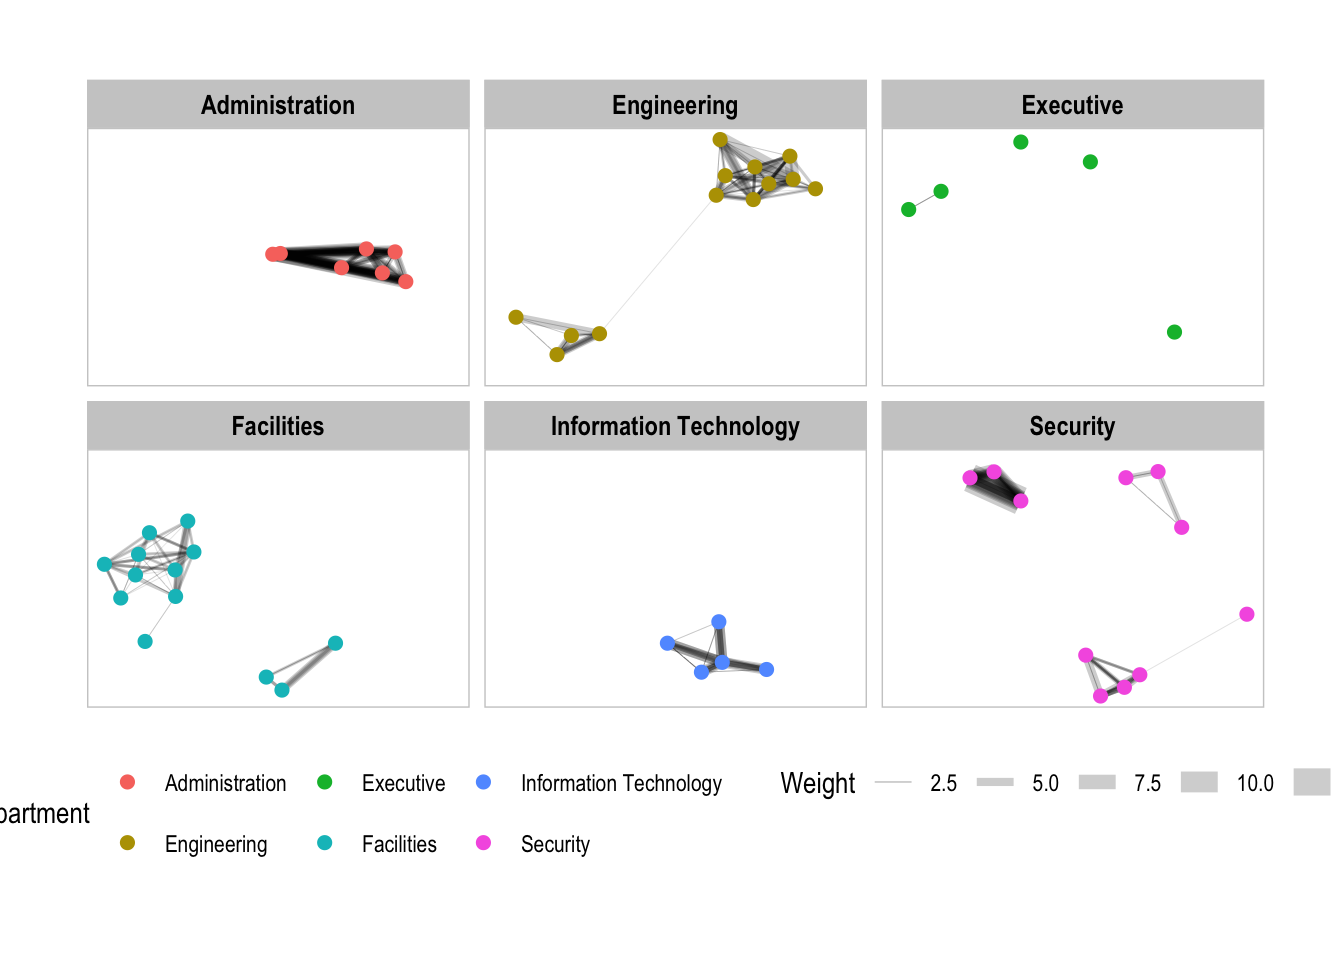 Administration
Engineering
Executive
Facilities
Information Technology
Security
Administration Executive Information Technology Weight 2.5 5.0 7.5 10.0
partment
Engineering Facilities Security